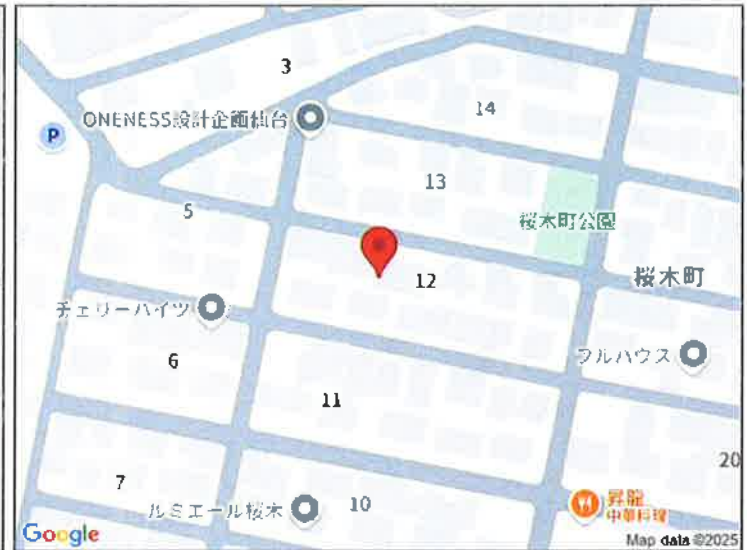 3
14
ONENESS設計企画仙台
P
13
5
桜木町公園
12
桜木町
チェリーハイツ
フルハウス
6
11
20
7
ルミエール桜木
10
昇龍
中華料理
Google
Map data ©2025